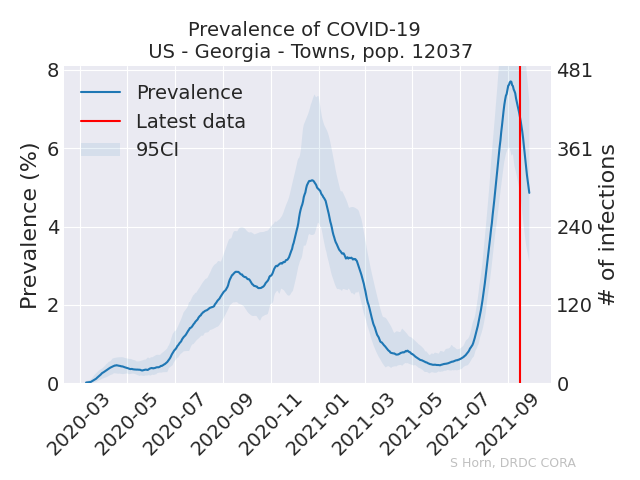 Prevalence of COVID-19
US - Georgia - Towns, pop. 12037
Prevalence (%)
8
6
4
2
0
Prevalence
Latest data
95CI
481
361
240
120
0
# of infections
2020-03
2020-05
2020-07
2020-09
2020-11
2021-01
2021-03
2021-05
2021-07
2021-09
S Horn, DRDC CORA